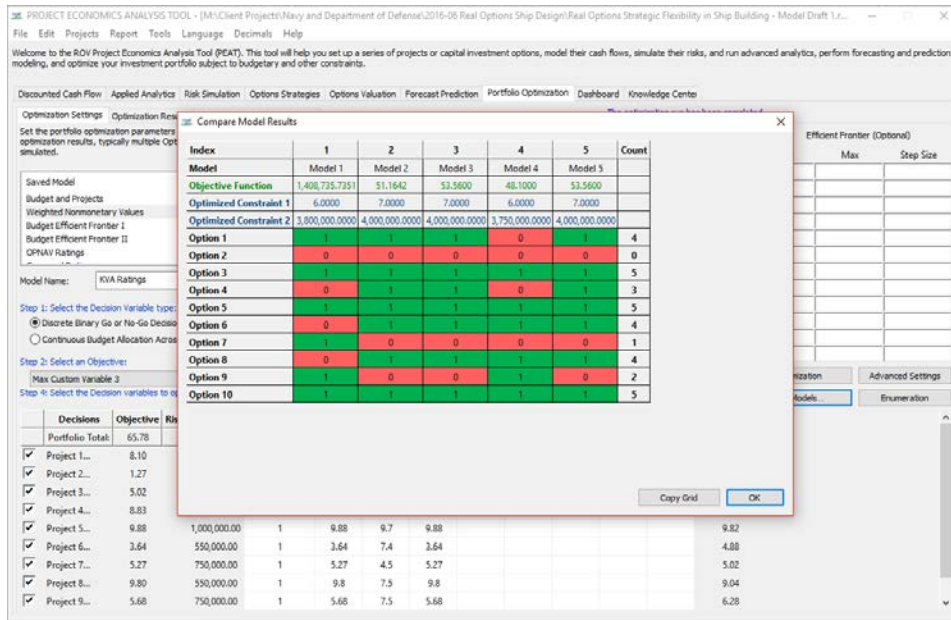 PROJECT ECONOMICS ANALYSIS TOOL - [M:\Client Projects\Navy and Department of Defense\2016-06 Real Options Ship Design\Real Options Strategic Flexibility in Ship Building - Model Draft 1.r...
File Edit Projects Report Tools Language Decimals Help
Welcome to the ROV Project Economics Analysis Tool (PEAT). This tool will help you set up a series of projects or capital investment options, model their cash flows, simulate their risks, and run advanced analytics, perform forecasting and prediction
modeling, and optimize your investment portfolio subject to budgetary and other constraints.
Discounted Cash Flow Applied Analytics Risk Simulation Options Strategies Options Valuation Forecast Prediction Portfolio Optimization Dashboard Knowledge Center
Optimization Settings Optimization Res
Set the portfolio optimization parameters
optimization results, typically multiple Opt
simulated.
Saved Model
Budget and Projects
Weighted Nonmonetary Values
Budget Efficient Frontier I
Budget Efficient Frontier II
OPNAV Ratings
Model Name: KVA Ratings
Step 1: Select the Decision Variable type:
Discrete Binary Go or No-Go Decisio
Continuous Budget Allocation Acros
Step 2: Select an Objective:
Max Custom Variable 3
Step 4: Select the Decision variables to op
Compare Model Results
Index 1 2 3 4 5 Count
Model Model 1 Model 2 Model 3 Model 4 Model 5
Objective Function 1,408,735.7351 51.1642 53.5600 48.1000 53.5600
Optimized Constraint 1 6.0000 7.0000 7.0000 6.0000 7.0000
Optimized Constraint 2 3,800,000.0000 4,000,000.0000 4,000,000.0000 3,750,000.0000 4,000,000.0000
Option 1 1 1 1 0 1 4
Option 2 0 0 0 0 0 0
Option 3 1 1 1 1 1 5
Option 4 0 1 1 0 1 3
Option 5 1 1 1 1 1 5
Option 6 0 1 1 1 1 4
Option 7 1 0 0 0 0 1
Option 8 0 1 1 1 1 4
Option 9 1 0 0 1 0 2
Option 10 1 1 1 1 1 5
Copy Grid OK
Efficient Frontier (Optional)
Max Step Size
nization Advanced Settings
Models... Enumeration
Decisions Objective Ris
Portfolio Total: 65.78
Project 1... 8.10
Project 2... 1.27
Project 3... 5.02
Project 4... 8.83
Project 5... 9.88 1,000,000.00 1 9.88 9.7 9.88 9.82
Project 6... 3.64 550,000.00 1 3.64 7.4 3.64 4.88
Project 7... 5.27 750,000.00 1 5.27 4.5 5.27 5.02
Project 8... 9.80 550,000.00 1 9.8 7.5 9.8 9.04
Project 9... 5.68 750,000.00 1 5.68 7.5 5.68 6.28